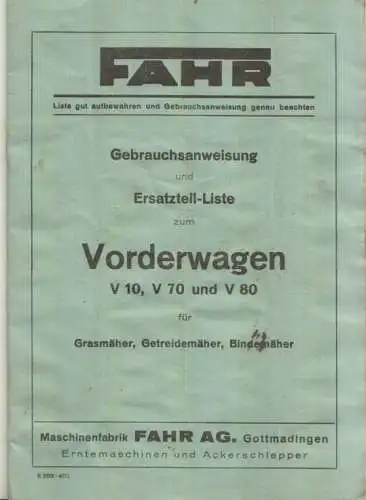 FAHR
Liste gut aufbewahren und Gebrauchsanweisung genau beachten
Gebrauchsanweisung
und
Ersatzteil-Liste
zum
Vorderwagen
V 10, V 70 und V 80
für
Grasmäher, Getreidemäher, Bindemäher
Maschinenfabrik FAHR AG. Gottmadingen
Erntemaschinen und Ackerschlepper